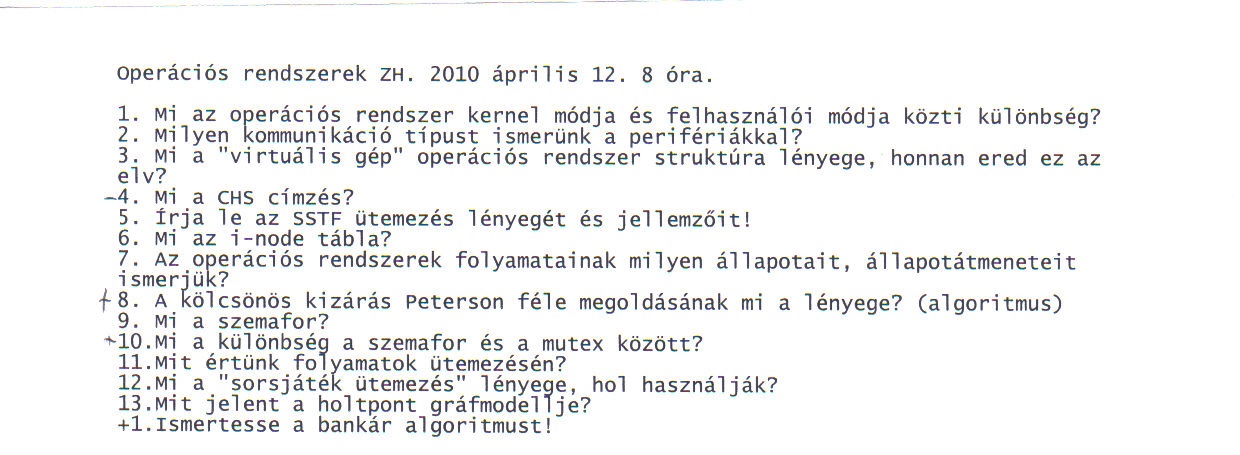 Operációs rendszerek ZH. 2010 április 12. 8 óra.
1. Mi az operációs rendszer kernel módja és felhasználói módja közti különbség?
2. Milyen kommunikáció típust ismerünk a perifériákkal?
3. Mi a "virtuális gép" operációs rendszer struktúra lényege, honnan ered ez az
elv?
4. Mi a CHS címzés?
5. Írja le az SSTF ütemezés lényegét és jellemzőit!
6. Mi az i-node tábla?
7. Az operációs rendszerek folyamatainak milyen állapotait, állapotátmeneteit
ismerjük?
8. A kölcsönös kizárás Peterson féle megoldásának mi a lényege? (algoritmus)
9. Mi a szemafor?
10.Mi a különbség a szemafor és a mutex között?
11.Mit értünk folyamatok ütemezésén?
12.Mi a "sorsjáték ütemezés" lényege, hol használják?
13.Mit jelent a holtpont gráfmodellje?
+1.Ismertesse a bankár algoritmust!